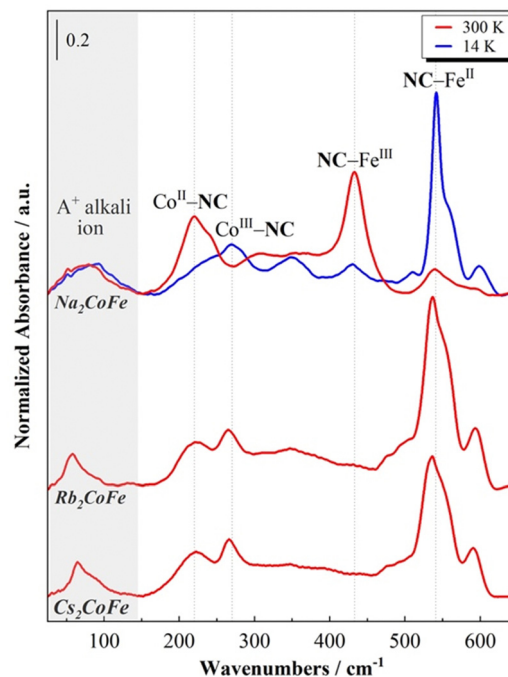 0.2
300 K
14 K
NC–Fe^II
NC–Fe^III
Co^II–NC
Co^III–NC
A⁺ alkali
ion
Na₂CoFe
Rb₂CoFe
Cs₂CoFe
Normalized Absorbance / a.u.
100 200 300 400 500 600
Wavenumbers / cm⁻¹